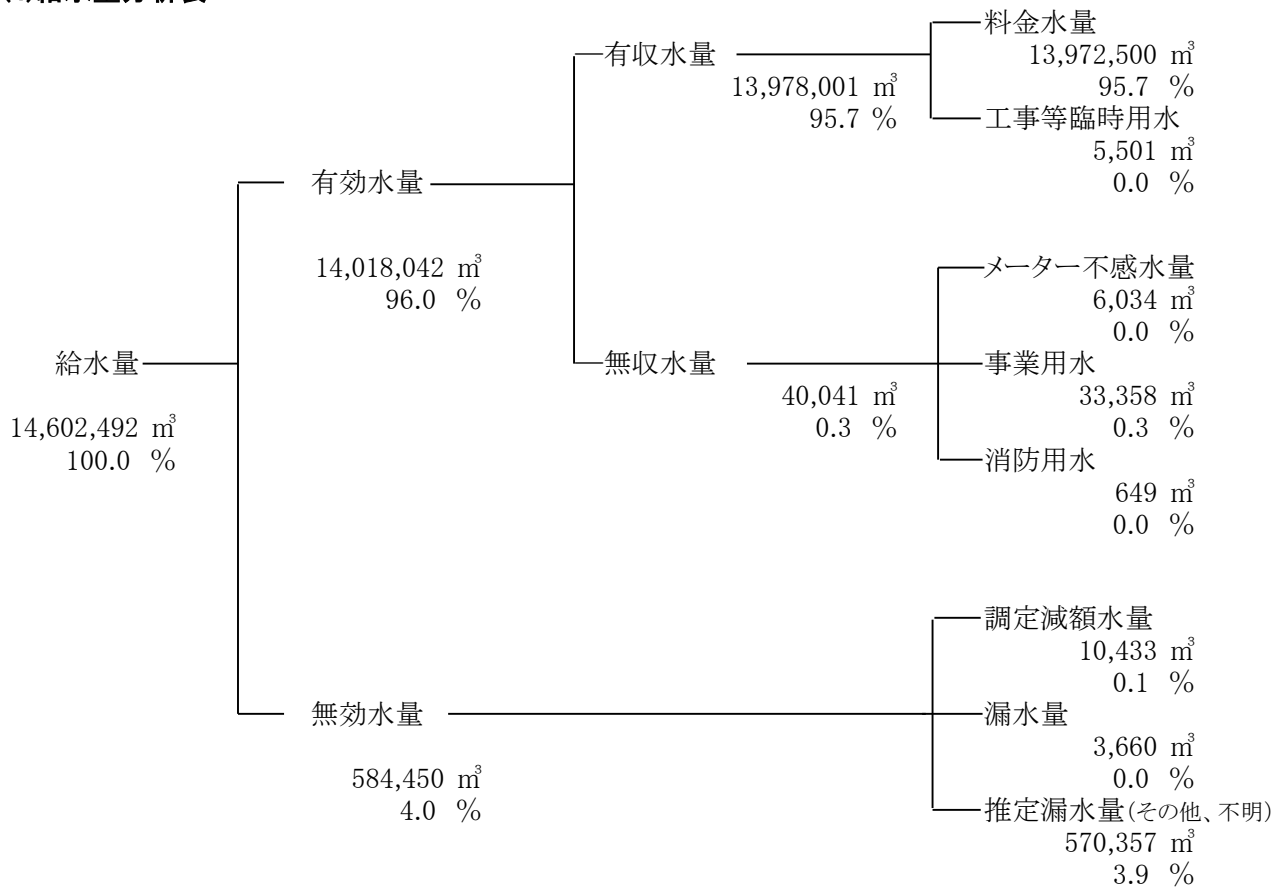 料金水量
13,972,500 ㎥
95.7 %
有収水量
13,978,001 ㎥
95.7 %
工事等臨時用水
5,501 ㎥
0.0 %
有効水量
14,018,042 ㎥
96.0 %
メーター不感水量
6,034 ㎥
0.0 %
無収水量
40,041 ㎥
0.3 %
事業用水
33,358 ㎥
0.3 %
消防用水
649 ㎥
0.0 %
給水量
14,602,492 ㎥
100.0 %
調定減額水量
10,433 ㎥
0.1 %
無効水量
584,450 ㎥
4.0 %
漏水量
3,660 ㎥
0.0 %
推定漏水量(その他、不明)
570,357 ㎥
3.9 %